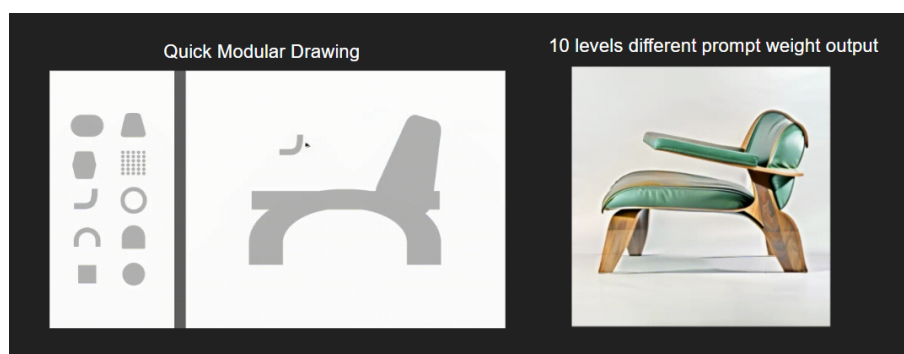 Quick Modular Drawing
10 levels different prompt weight output